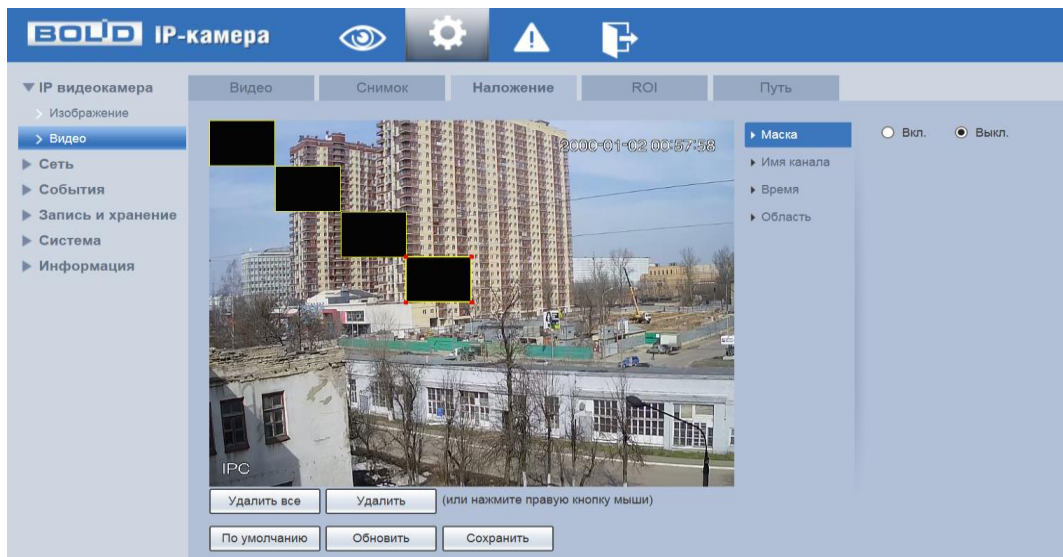 BOLID IP-камера
IP видеокамера
Изображение
Видео
Сеть
События
Запись и хранение
Система
Информация
Видео
Снимок
Наложение
ROI
Путь
2000-01-02 00:57:58
IPC
Маска
Имя канала
Время
Область
Вкл.
Выкл.
Удалить все
Удалить
(или нажмите правую кнопку мыши)
По умолчанию
Обновить
Сохранить